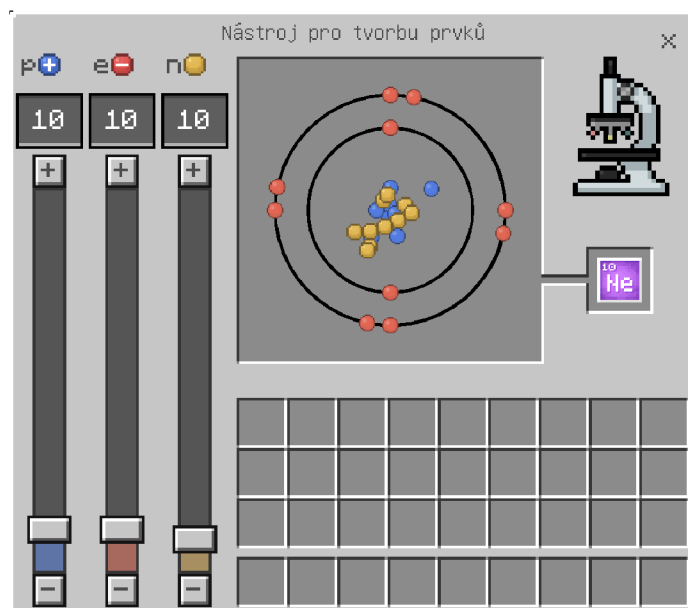 Nástroj pro tvorbu prvků
x
p+ e- n
10 10 10
+ + +
10
Ne
- - -